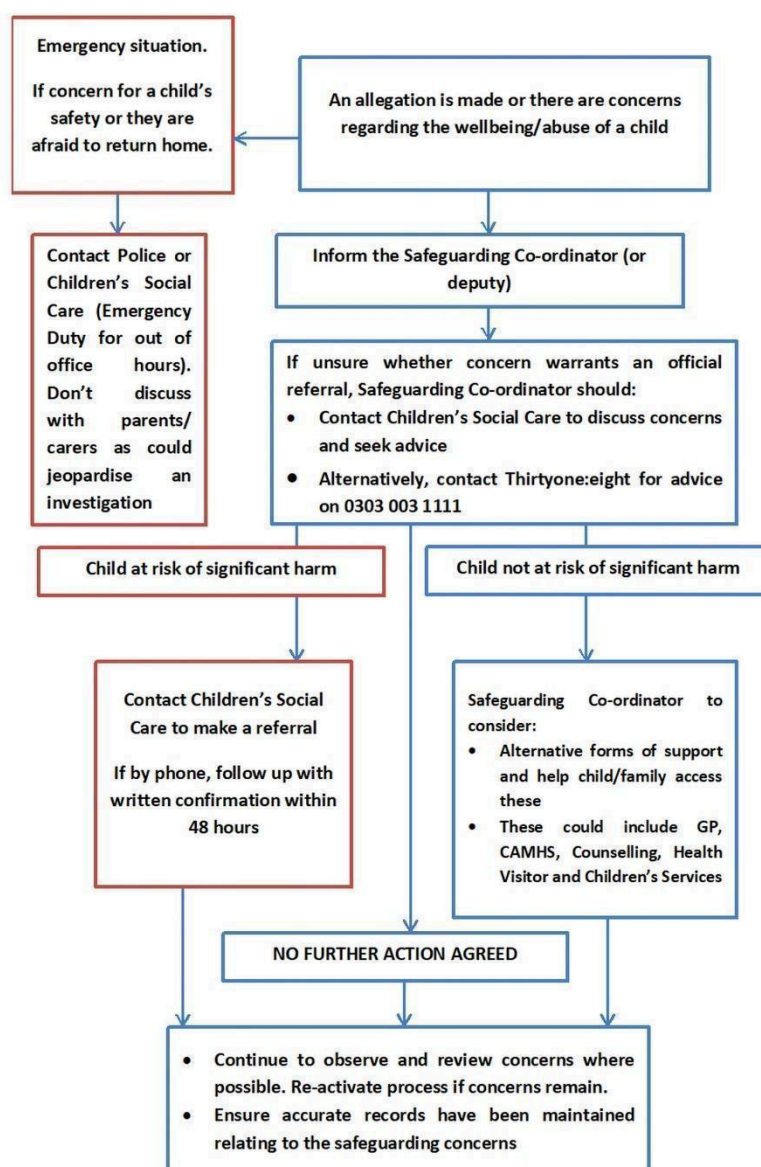 Emergency situation.
If concern for a child's
safety or they are
afraid to return home.
An allegation is made or there are concerns
regarding the wellbeing/abuse of a child
Contact Police or
Children's Social
Care (Emergency
Duty for out of
office hours).
Don't discuss
with parents/
carers as could
jeopardise an
investigation
Inform the Safeguarding Co-ordinator (or
deputy)
If unsure whether concern warrants an official
referral, Safeguarding Co-ordinator should:
• Contact Children's Social Care to discuss concerns
and seek advice
• Alternatively, contact Thirtyone:eight for advice
on 0303 003 1111
Child at risk of significant harm
Child not at risk of significant harm
Contact Children's Social
Care to make a referral
If by phone, follow up with
written confirmation within
48 hours
Safeguarding Co-ordinator to
consider:
• Alternative forms of support
and help child/family access
these
• These could include GP,
CAMHS, Counselling, Health
Visitor and Children's Services
NO FURTHER ACTION AGREED
• Continue to observe and review concerns where
possible. Re-activate process if concerns remain.
• Ensure accurate records have been maintained
relating to the safeguarding concerns